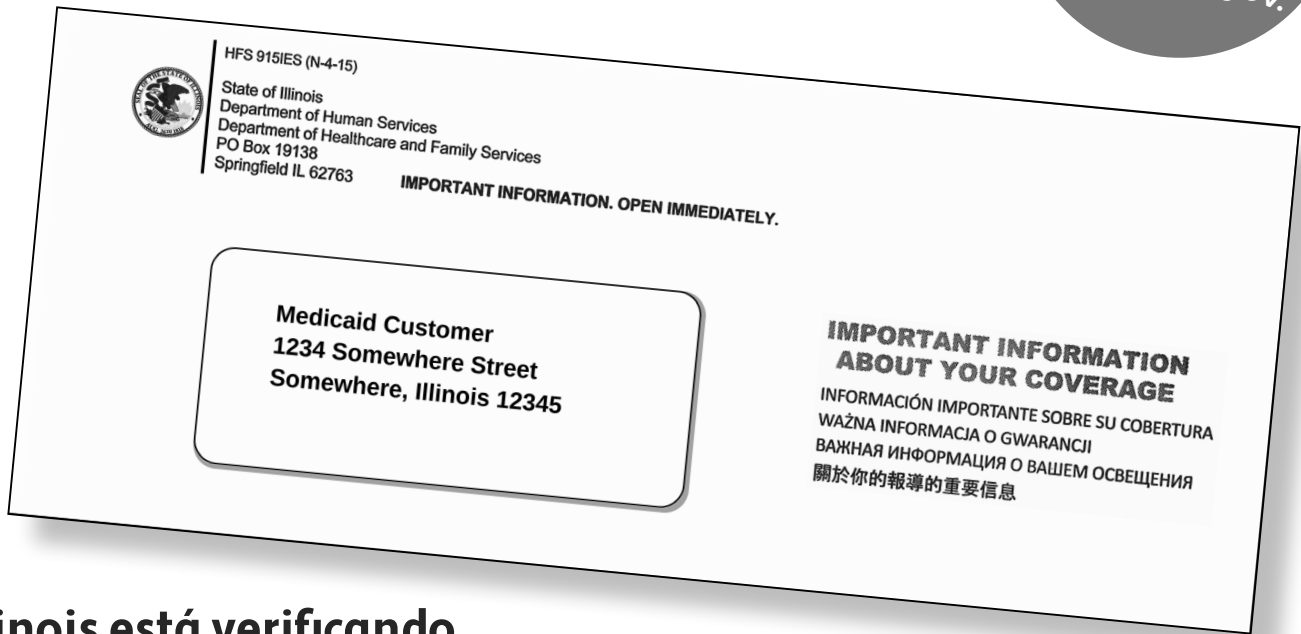 HFS 915IES (N-4-15)
State of Illinois
Department of Human Services
Department of Healthcare and Family Services
PO Box 19138
Springfield IL 62763
IMPORTANT INFORMATION. OPEN IMMEDIATELY.
Medicaid Customer
1234 Somewhere Street
Somewhere, Illinois 12345
IMPORTANT INFORMATION
ABOUT YOUR COVERAGE
INFORMACIÓN IMPORTANTE SOBRE SU COBERTURA
WAŻNA INFORMACJA O GWARANCJI
ВАЖНАЯ ИНФОРМАЦИЯ О ВАШЕМ ОСВЕЩЕНИЯ
關於你的報導的重要信息
está verificando